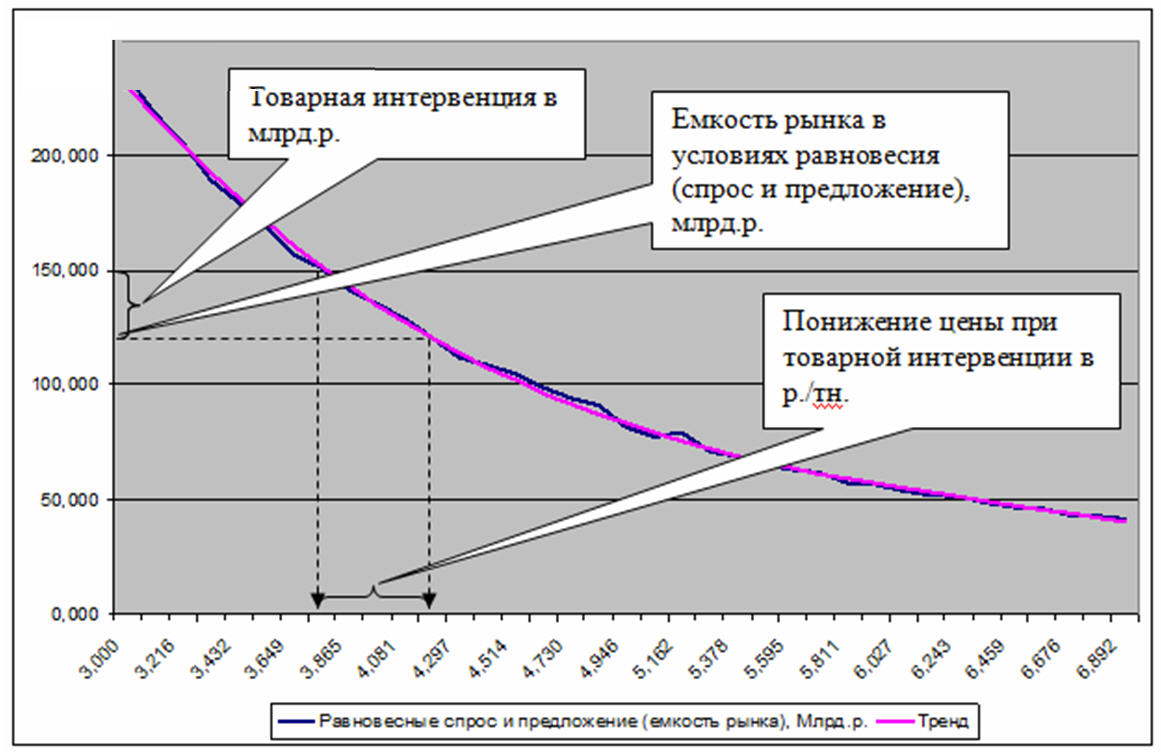 Товарная интервенция в
млрд.р.
Емкость рынка в
условиях равновесия
(спрос и предложение),
млрд.р.
Понижение цены при
товарной интервенции в
р./тн.
200,000
150,000
100,000
50,000
0,000
3,000
3,216
3,432
3,649
3,865
4,081
4,297
4,514
4,730
4,946
5,162
5,378
5,595
5,811
6,027
6,243
6,459
6,676
6,892
Равновесные спрос и предложение (емкость рынка), Млрд.р.
Тренд